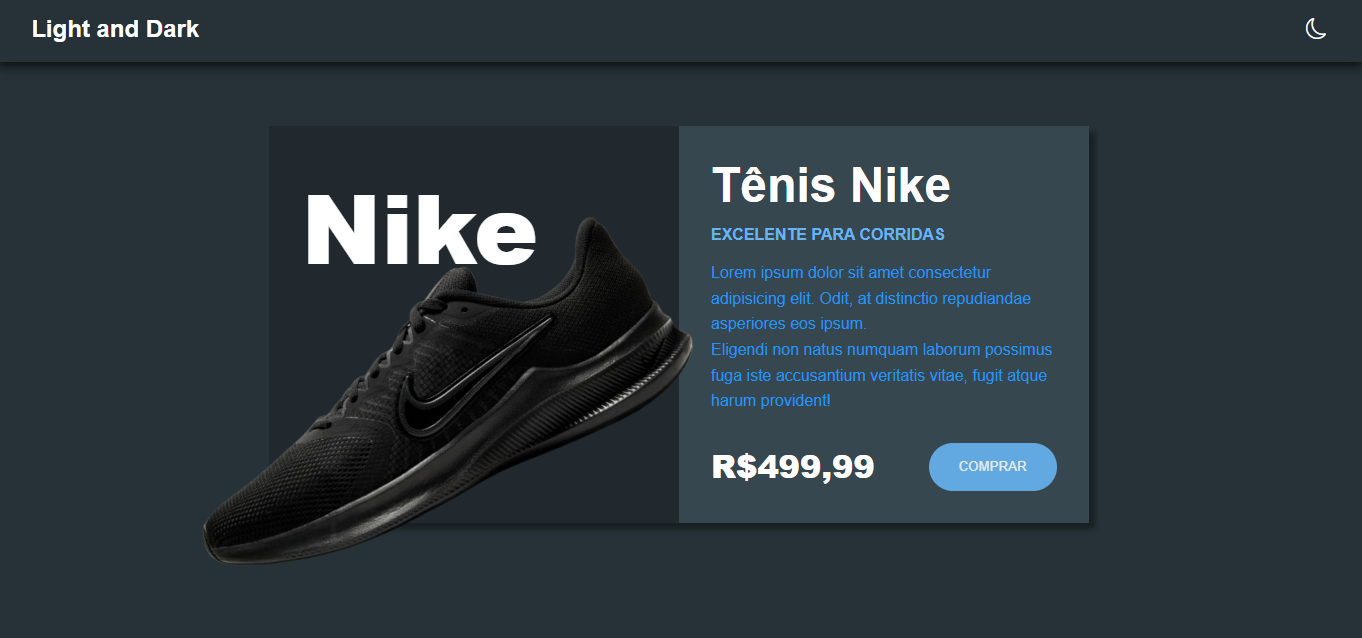 Light and Dark
Nike
Tênis Nike
EXCELENTE PARA CORRIDAS
Lorem ipsum dolor sit amet consectetur
adipisicing elit. Odit, at distinctio repudiandae
asperiores eos ipsum.
Eligendi non natus numquam laborum possimus
fuga iste accusantium veritatis vitae, fugit atque
harum provident!
R$499,99
COMPRAR